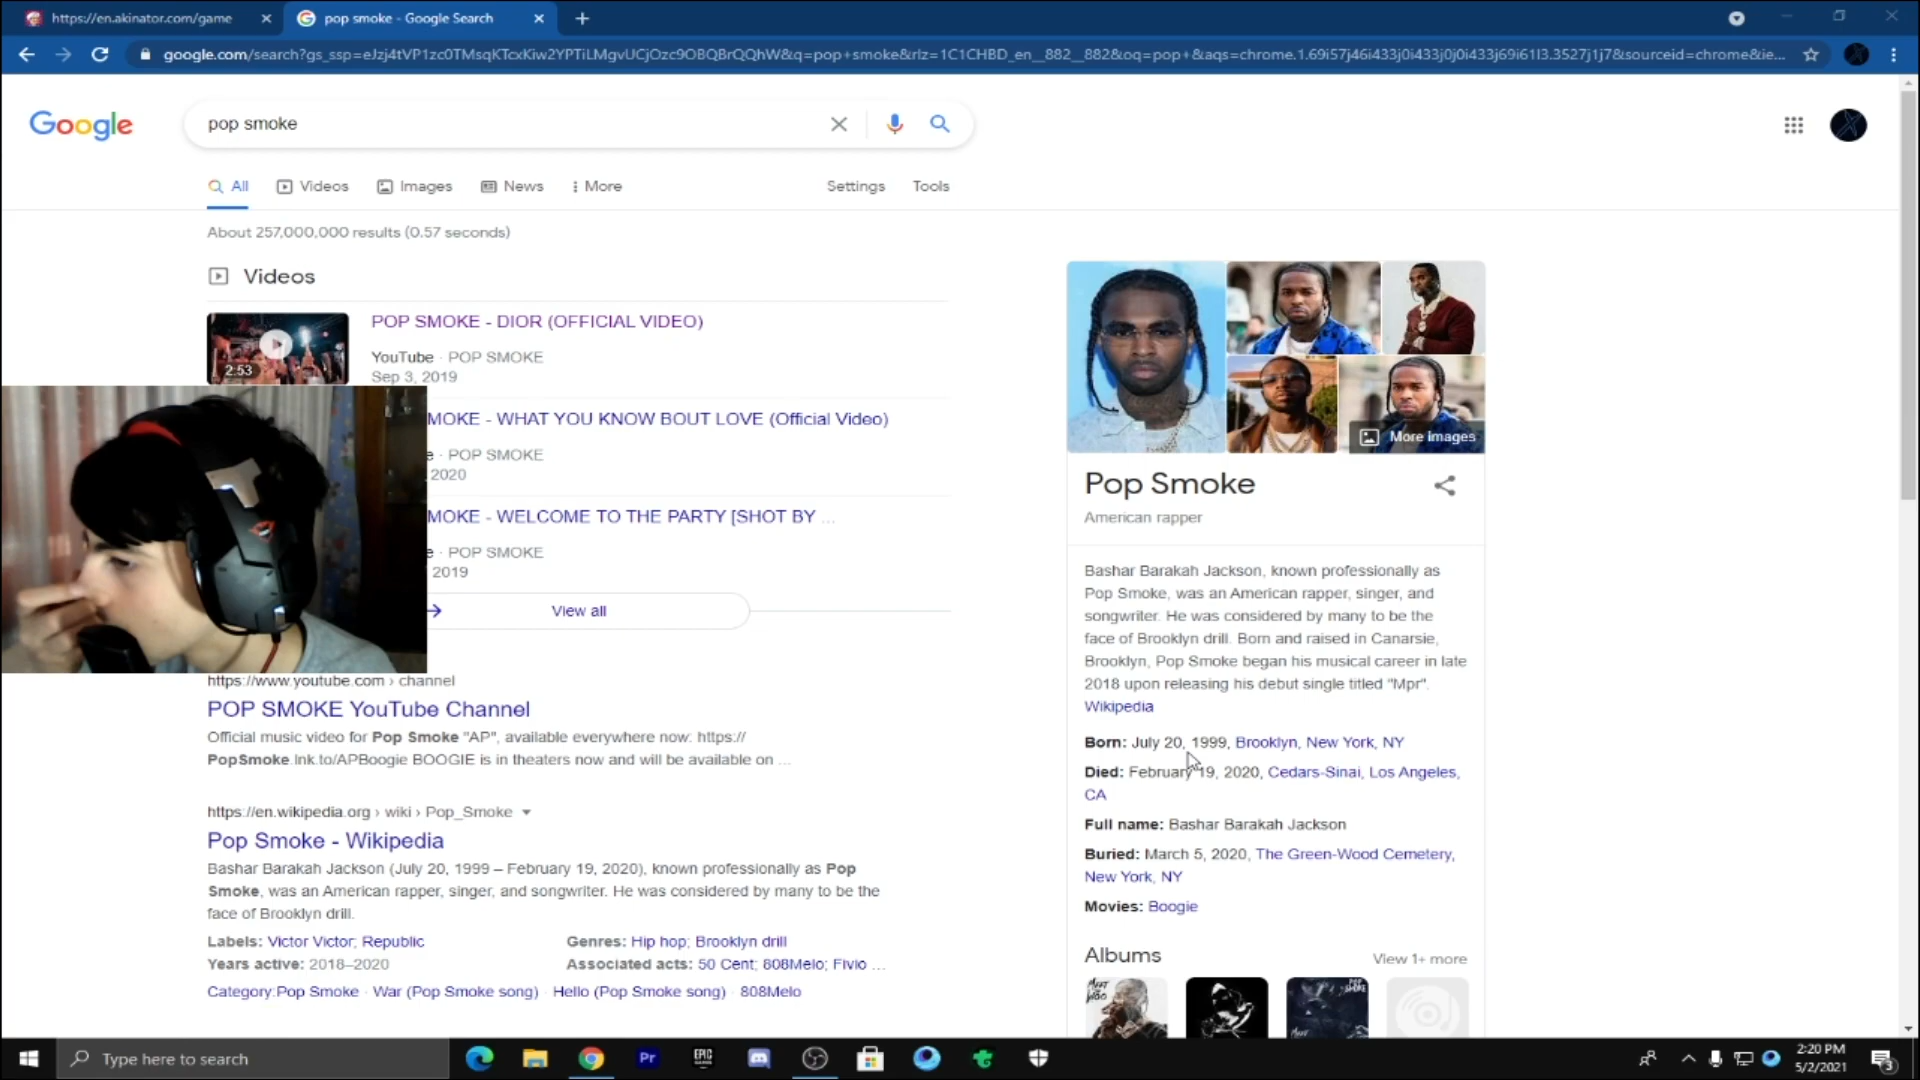 https://en.akinator.com/game
pop smoke - Google Search
google.com/search?gs_ssp=eJzj4tVP1zc0TMsqKTcxKiw2YPTiLMgvUCjOzc9OBQBrQQhW&q=pop+smoke&rlz=1C1CHBD_en__882__882&oq=pop+&aqs=chrome.1.69i57j46i433j0i433j0j0i433j69i61l3.3527j1j7&sourceid=chrome&ie...
Google
pop smoke
All
Videos
Images
News
More
Settings
Tools
About 257,000,000 results (0.57 seconds)
Videos
2:53
POP SMOKE - DIOR (OFFICIAL VIDEO)
YouTube · POP SMOKE
Sep 3, 2019
MOKE - WHAT YOU KNOW BOUT LOVE (Official Video)
e · POP SMOKE
2020
MOKE - WELCOME TO THE PARTY [SHOT BY ...
e · POP SMOKE
2019
View all
https://www.youtube.com › channel
POP SMOKE YouTube Channel
Official music video for Pop Smoke "AP", available everywhere now: https://
PopSmoke.lnk.to/APBoogie BOOGIE is in theaters now and will be available on ...
https://en.wikipedia.org › wiki › Pop_Smoke
Pop Smoke - Wikipedia
Bashar Barakah Jackson (July 20, 1999 – February 19, 2020), known professionally as Pop
Smoke, was an American rapper, singer, and songwriter. He was considered by many to be the
face of Brooklyn drill.
Labels: Victor Victor; Republic
Genres: Hip hop; Brooklyn drill
Years active: 2018–2020
Associated acts: 50 Cent; 808Melo; Fivio ...
Category:Pop Smoke · War (Pop Smoke song) · Hello (Pop Smoke song) · 808Melo
More images
Pop Smoke
American rapper
Bashar Barakah Jackson, known professionally as
Pop Smoke, was an American rapper, singer, and
songwriter. He was considered by many to be the
face of Brooklyn drill. Born and raised in Canarsie,
Brooklyn, Pop Smoke began his musical career in late
2018 upon releasing his debut single titled "Mpr".
Wikipedia
Born: July 20, 1999, Brooklyn, New York, NY
Died: February 19, 2020, Cedars-Sinai, Los Angeles,
CA
Full name: Bashar Barakah Jackson
Buried: March 5, 2020, The Green-Wood Cemetery,
New York, NY
Movies: Boogie
Albums
View 1+ more
Type here to search
Pr
EPIC
2:20 PM
5/2/2021
3